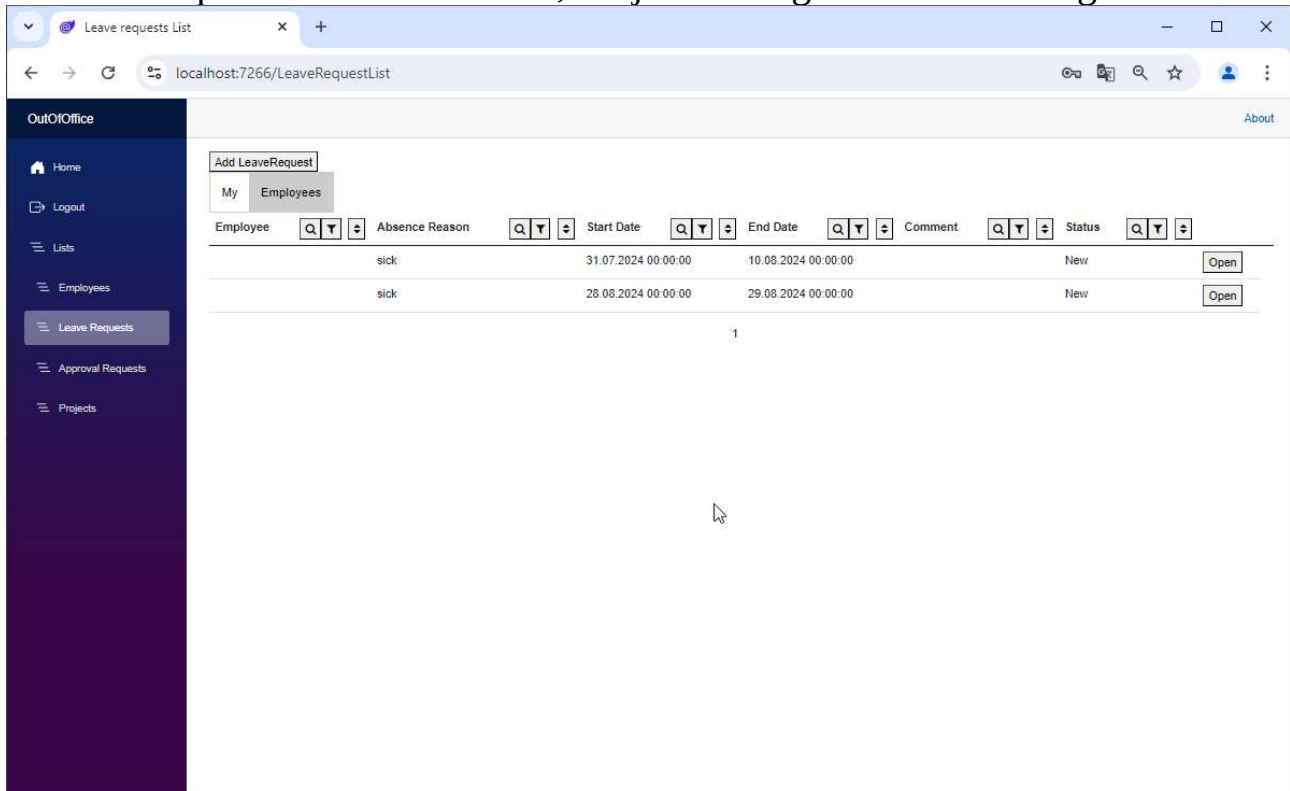 Leave requests List
localhost:7266/LeaveRequestList
OutOfOffice
About
Home
Logout
Lists
Employees
Leave Requests
Approval Requests
Projects
Add LeaveRequest
My Employees
Employee Absence Reason Start Date End Date Comment Status
sick 31.07.2024 00:00:00 10.08.2024 00:00:00 New Open
sick 28.08.2024 00:00:00 29.08.2024 00:00:00 New Open
1